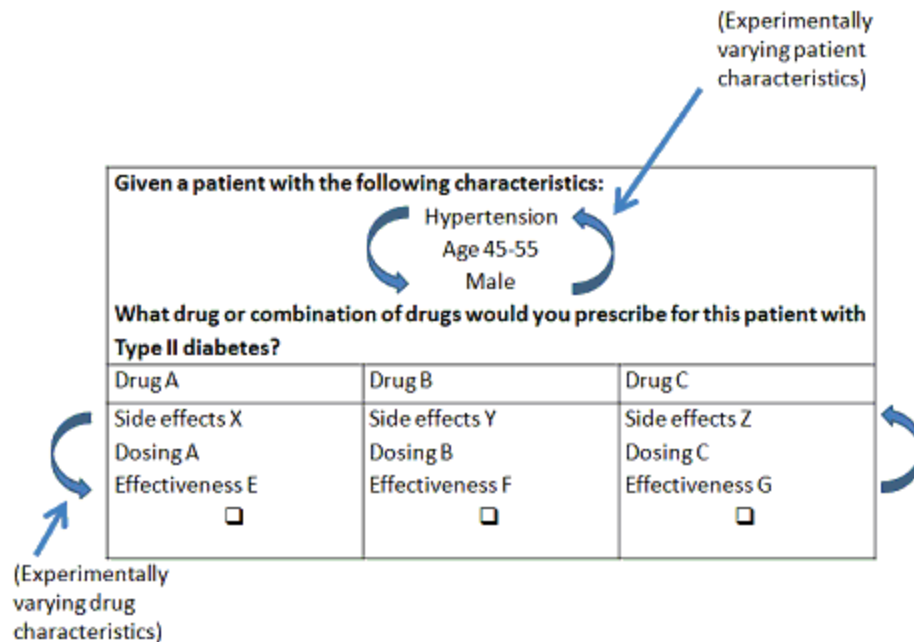 (Experimentally
varying patient
characteristics)
Given a patient with the following characteristics:
Hypertension
Age 45-55
Male
What drug or combination of drugs would you prescribe for this patient with
Type II diabetes?
Drug A
Drug B
Drug C
Side effects X
Dosing A
Effectiveness E
Side effects Y
Dosing B
Effectiveness F
Side effects Z
Dosing C
Effectiveness G
(Experimentally
varying drug
characteristics)